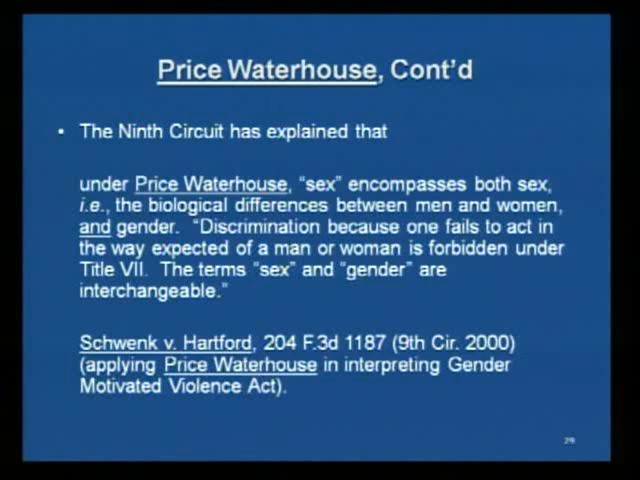 Price Waterhouse, Cont'd
• The Ninth Circuit has explained that
under Price Waterhouse, "sex" encompasses both sex,
i.e., the biological differences between men and women,
and gender. "Discrimination because one fails to act in
the way expected of a man or woman is forbidden under
Title VII. The terms "sex" and "gender" are
interchangeable."
Schwenk v. Hartford, 204 F.3d 1187 (9th Cir. 2000)
(applying Price Waterhouse in interpreting Gender
Motivated Violence Act).
29